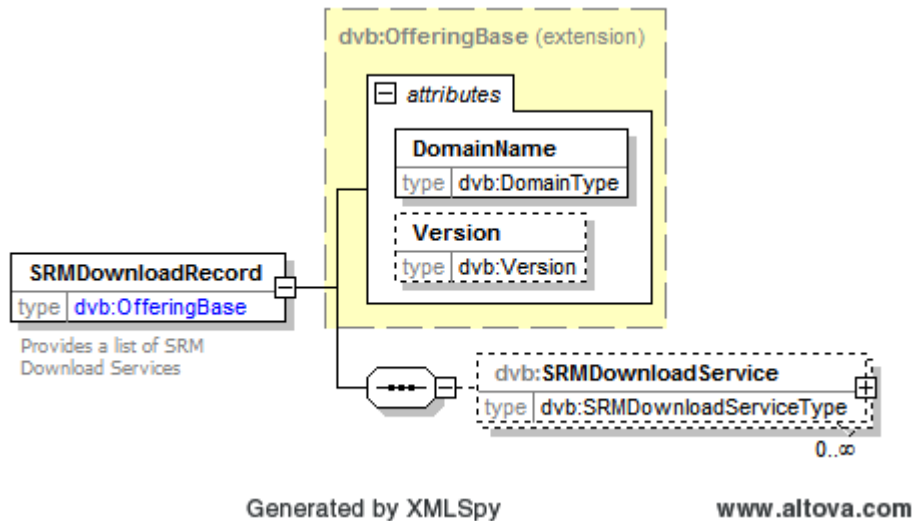 dvb:OfferingBase (extension)
attributes
DomainName
type dvb:DomainType
Version
type dvb:Version
SRMDownloadRecord
type dvb:OfferingBase
Provides a list of SRM
Download Services
dvb:SRMDownloadService
type dvb:SRMDownloadServiceType
0..∞
Generated by XMLSpy www.altova.com